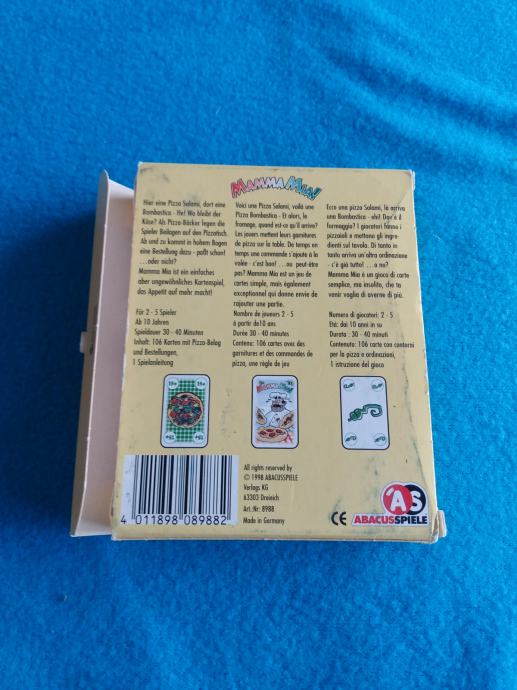 MAMMA MIA!
Hier eine Pizza Salami, dort eine
Bombastica - He! Wo bleibt der
Käse? Als Pizza-Bäcker legen die
Spieler Beilagen auf den Pizzatisch.
Ab und zu kommt in hohem Bogen
eine Bestellung dazu - paßt schon!
...oder nicht?
Mamma Mia ist ein einfaches
aber ungewöhnliches Kartenspiel,
das Appetit auf mehr macht!
Für 2 - 5 Spieler
Ab 10 Jahren
Spieldauer 30 - 40 Minuten
Inhalt: 106 Karten mit Pizza-Belag
und Bestellungen,
1 Spielanleitung
Voici une Pizza Salami, voilà une
Pizza Bombastica - Et alors, le
fromage, quand est-ce qu'il arrive?
Les jouers mettent leurs garnitures
de pizza sur la table. De temps en
temps une commande s'ajoute à la
volée - c'est bon! ...ou peut-être
pas? Mamma Mia est un jeu de
cartes simple, mais également
exceptionnel qui donne envie de
rajouter une partie.
Nombre de joueurs 2 - 5
à partir de10 ans
Durée 30 - 40 minutes
Contenu: 106 cartes avec des
garnitures et des commandes de
pizza, une règle de jeu
Ecco una pizza Salami, là arriva
una Bombastica - ehi! Dov'è il
formaggio? I giocatori fanno i
pizzaioli e mettono gli ingre-
dienti sul tavolo. Di tanto in
tanto arriva un'altra ordinazione
- c'è già tutto! ...o no?
Mamma Mia é un gioco di carte
semplice, ma insolito, che ta
venir voglia di averne di più.
Numero di giocatori: 2 - 5
Età: dai 10 anni in su
Durata : 30 - 40 minuti
Contenuto: 106 carte con contorni
per la pizza o ordinazioni,
1 istruzione del gioco
15+ 15+
MAMMA MIA!
4 011898 089882
All rights reserved by
© 1998 ABACUSSPIELE
Verlags KG
63303 Dreieich
Art.:Nr: 8988
Made in Germany
CE
AS
ABACUSSPIELE